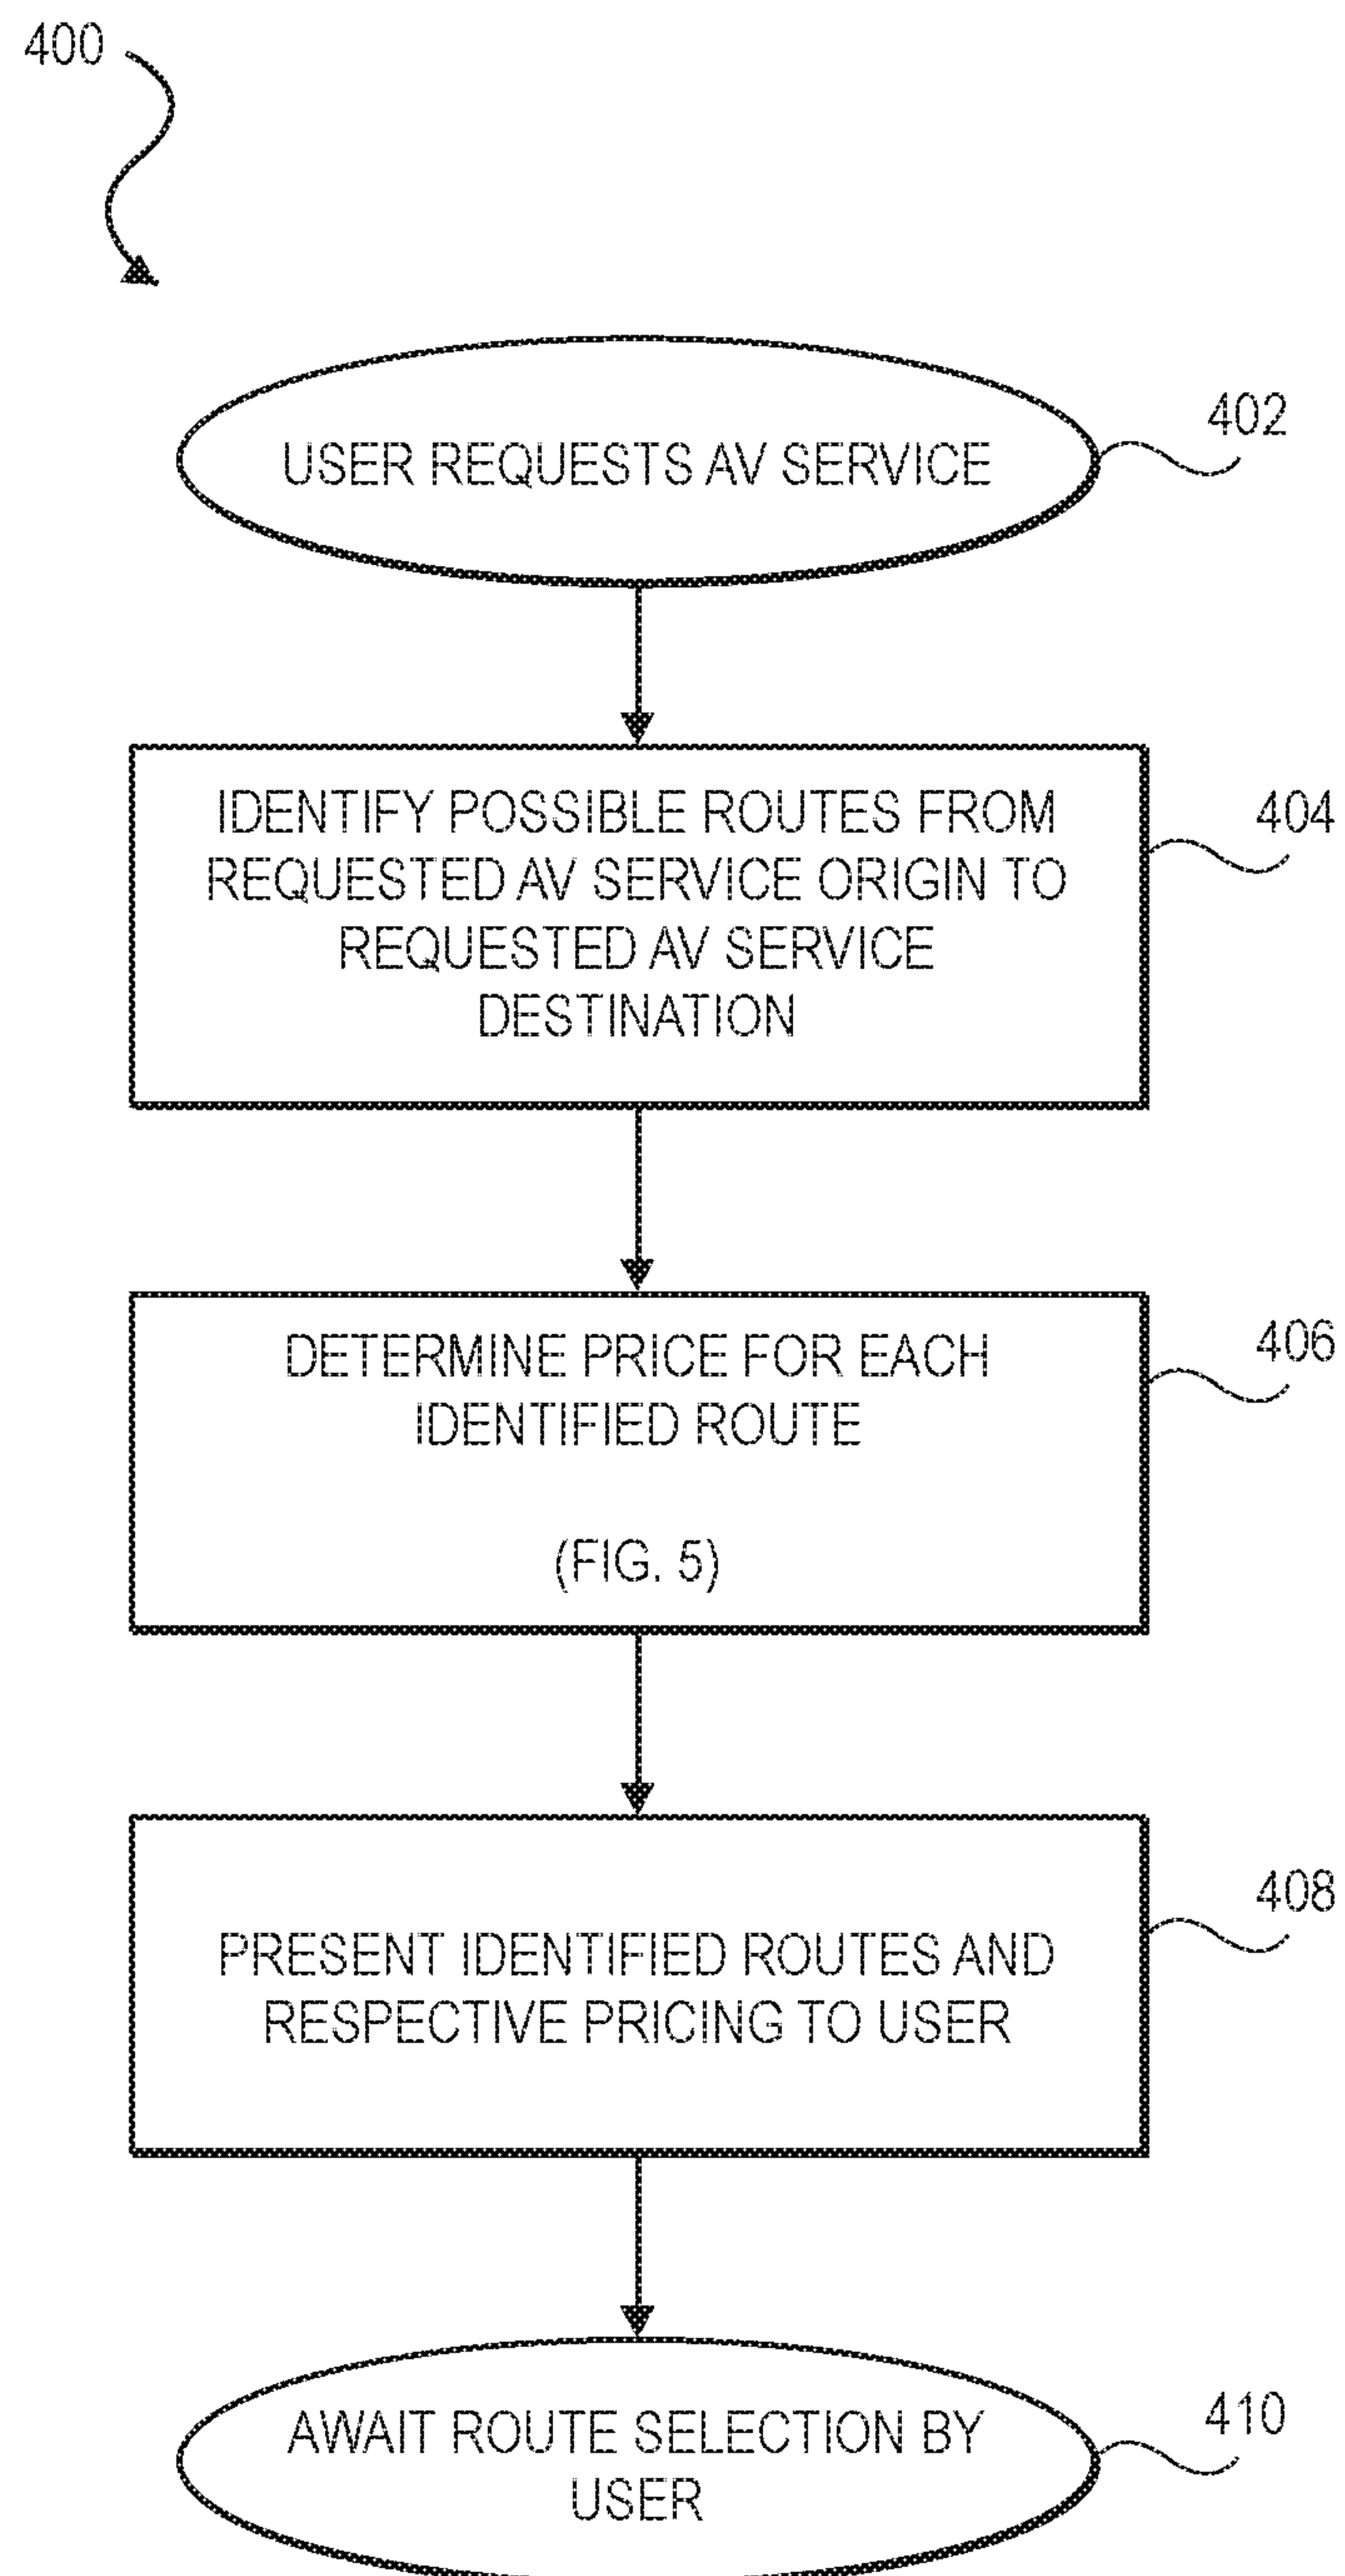 400
USER REQUESTS AV SERVICE
402
IDENTIFY POSSIBLE ROUTES FROM
REQUESTED AV SERVICE ORIGIN TO
REQUESTED AV SERVICE
DESTINATION
404
DETERMINE PRICE FOR EACH
IDENTIFIED ROUTE
(FIG. 5)
406
PRESENT IDENTIFIED ROUTES AND
RESPECTIVE PRICING TO USER
408
AWAIT ROUTE SELECTION BY
USER
410